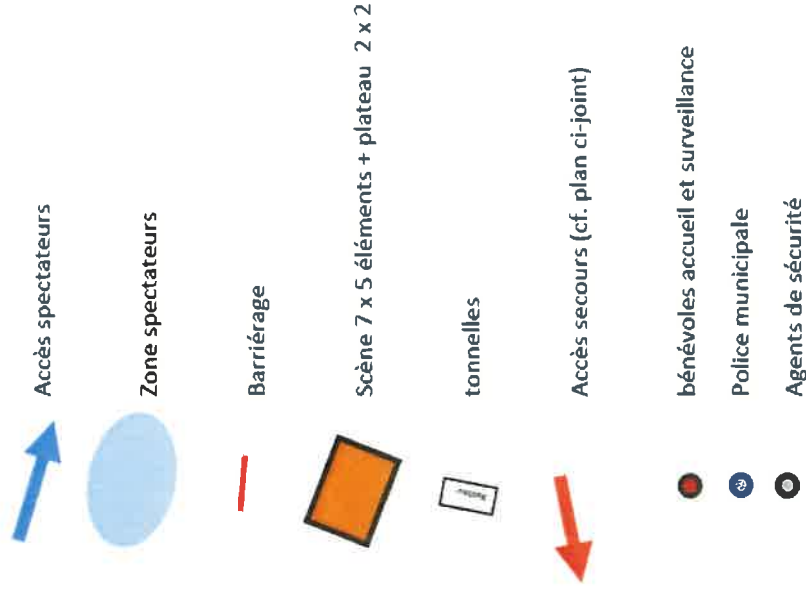 Accès spectateurs
Zone spectateurs
Barriérage
Scène 7 x 5 éléments + plateau 2 x 2
tonnelles
Accès secours (cf. plan ci-joint)
bénévoles accueil et surveillance
Police municipale
Agents de sécurité